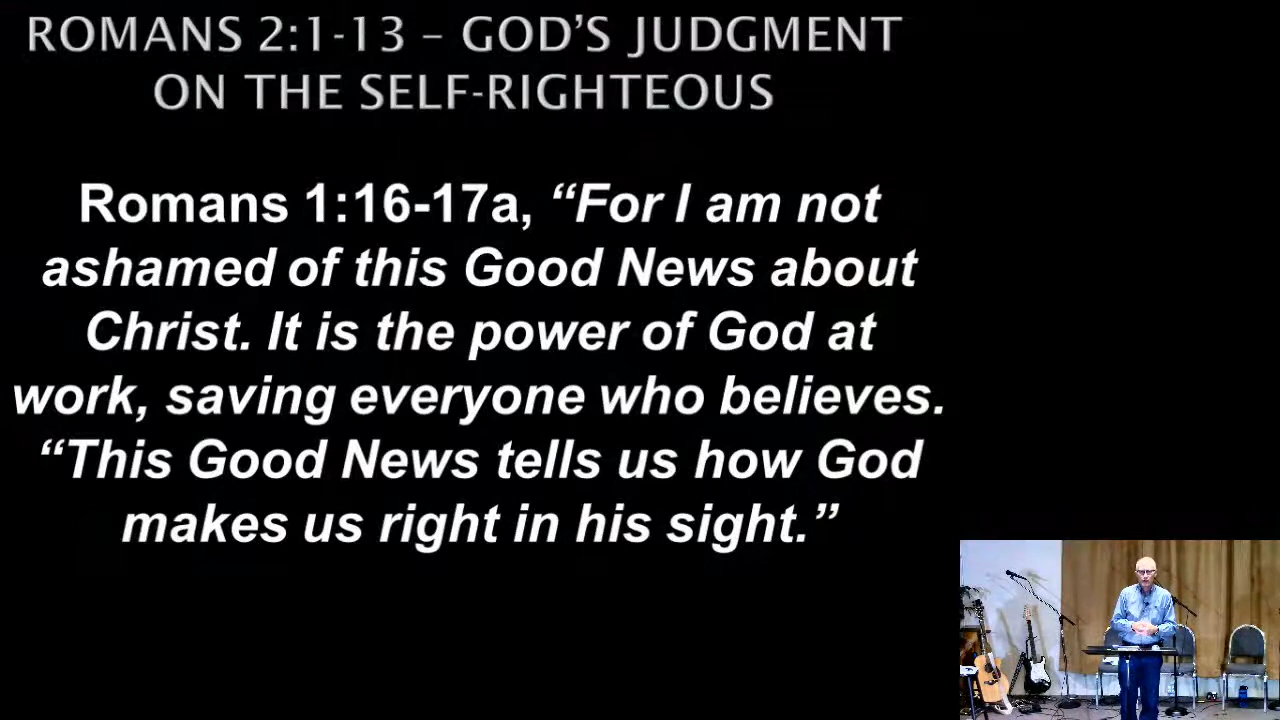 ROMANS 2:1-13 – GOD’S JUDGMENT
ON THE SELF-RIGHTEOUS
Romans 1:16-17a, “For I am not
ashamed of this Good News about
Christ. It is the power of God at
work, saving everyone who believes.
“This Good News tells us how God
makes us right in his sight.”